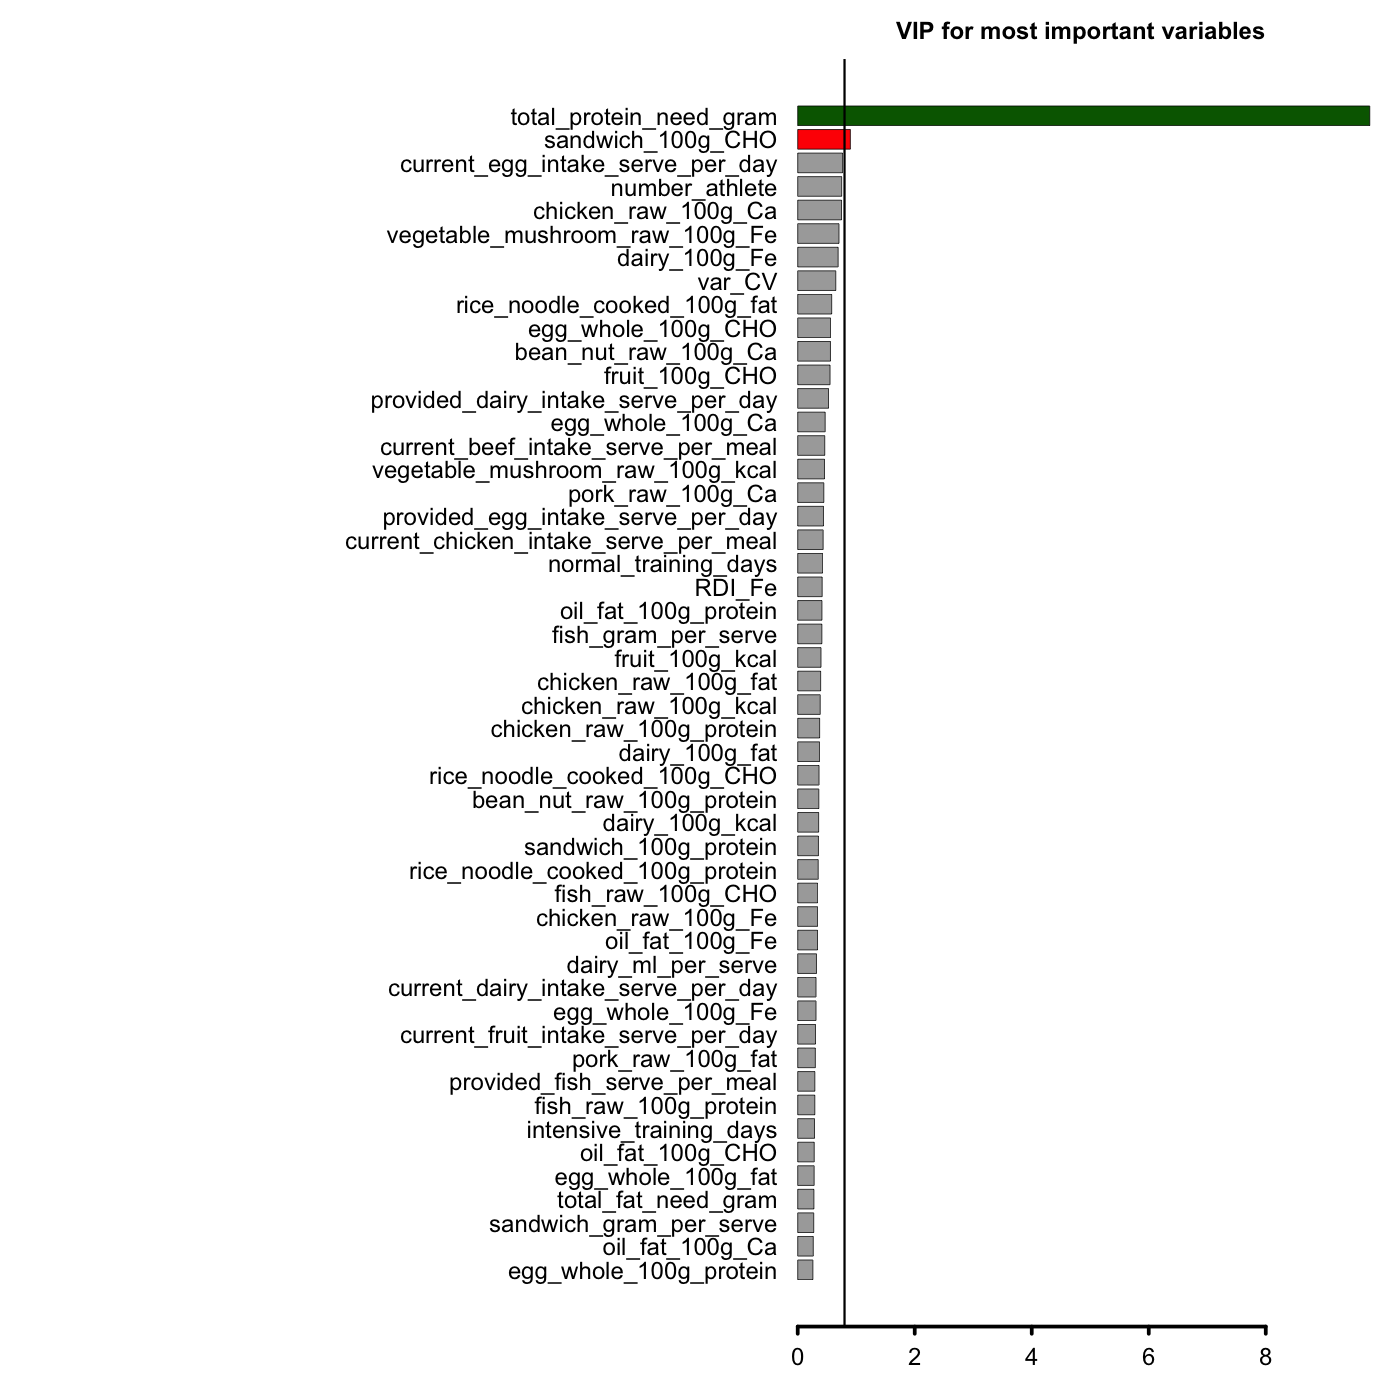 VIP for most important variables
total_protein_need_gram
sandwich_100g_CHO
current_egg_intake_serve_per_day
number_athlete
chicken_raw_100g_Ca
vegetable_mushroom_raw_100g_Fe
dairy_100g_Fe
var_CV
rice_noodle_cooked_100g_fat
egg_whole_100g_CHO
bean_nut_raw_100g_Ca
fruit_100g_CHO
provided_dairy_intake_serve_per_day
egg_whole_100g_Ca
current_beef_intake_serve_per_meal
vegetable_mushroom_raw_100g_kcal
pork_raw_100g_Ca
provided_egg_intake_serve_per_day
current_chicken_intake_serve_per_meal
normal_training_days
RDI_Fe
oil_fat_100g_protein
fish_gram_per_serve
fruit_100g_kcal
chicken_raw_100g_fat
chicken_raw_100g_kcal
chicken_raw_100g_protein
dairy_100g_fat
rice_noodle_cooked_100g_CHO
bean_nut_raw_100g_protein
dairy_100g_kcal
sandwich_100g_protein
rice_noodle_cooked_100g_protein
fish_raw_100g_CHO
chicken_raw_100g_Fe
oil_fat_100g_Fe
dairy_ml_per_serve
current_dairy_intake_serve_per_day
egg_whole_100g_Fe
current_fruit_intake_serve_per_day
pork_raw_100g_fat
provided_fish_serve_per_meal
fish_raw_100g_protein
intensive_training_days
oil_fat_100g_CHO
egg_whole_100g_fat
total_fat_need_gram
sandwich_gram_per_serve
oil_fat_100g_Ca
egg_whole_100g_protein
0 2 4 6 8